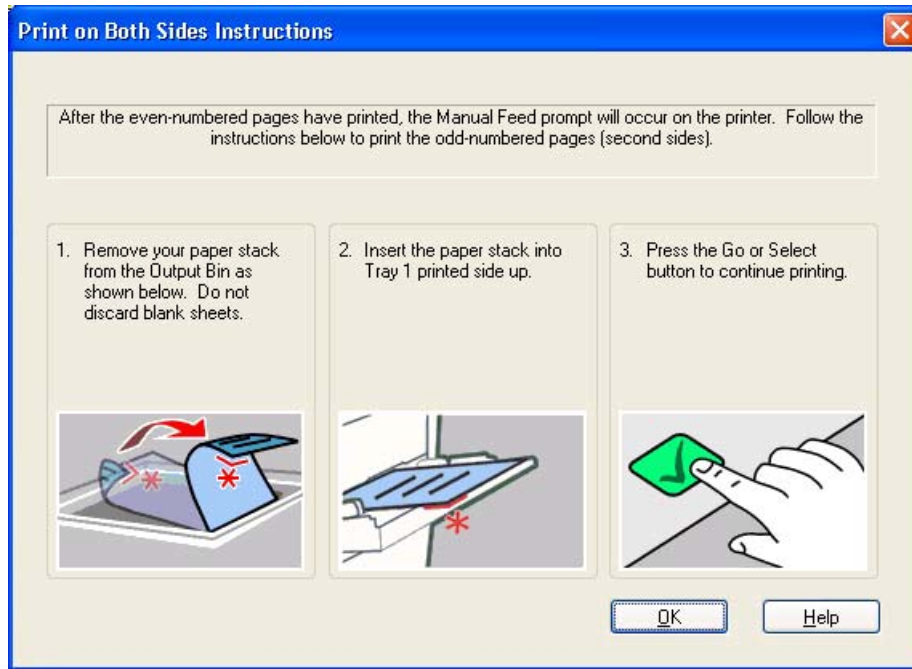 Print on Both Sides Instructions
After the even-numbered pages have printed, the Manual Feed prompt will occur on the printer. Follow the
instructions below to print the odd-numbered pages (second sides).
1. Remove your paper stack
from the Output Bin as
shown below. Do not
discard blank sheets.
2. Insert the paper stack into
Tray 1 printed side up.
3. Press the Go or Select
button to continue printing.
OK
Help